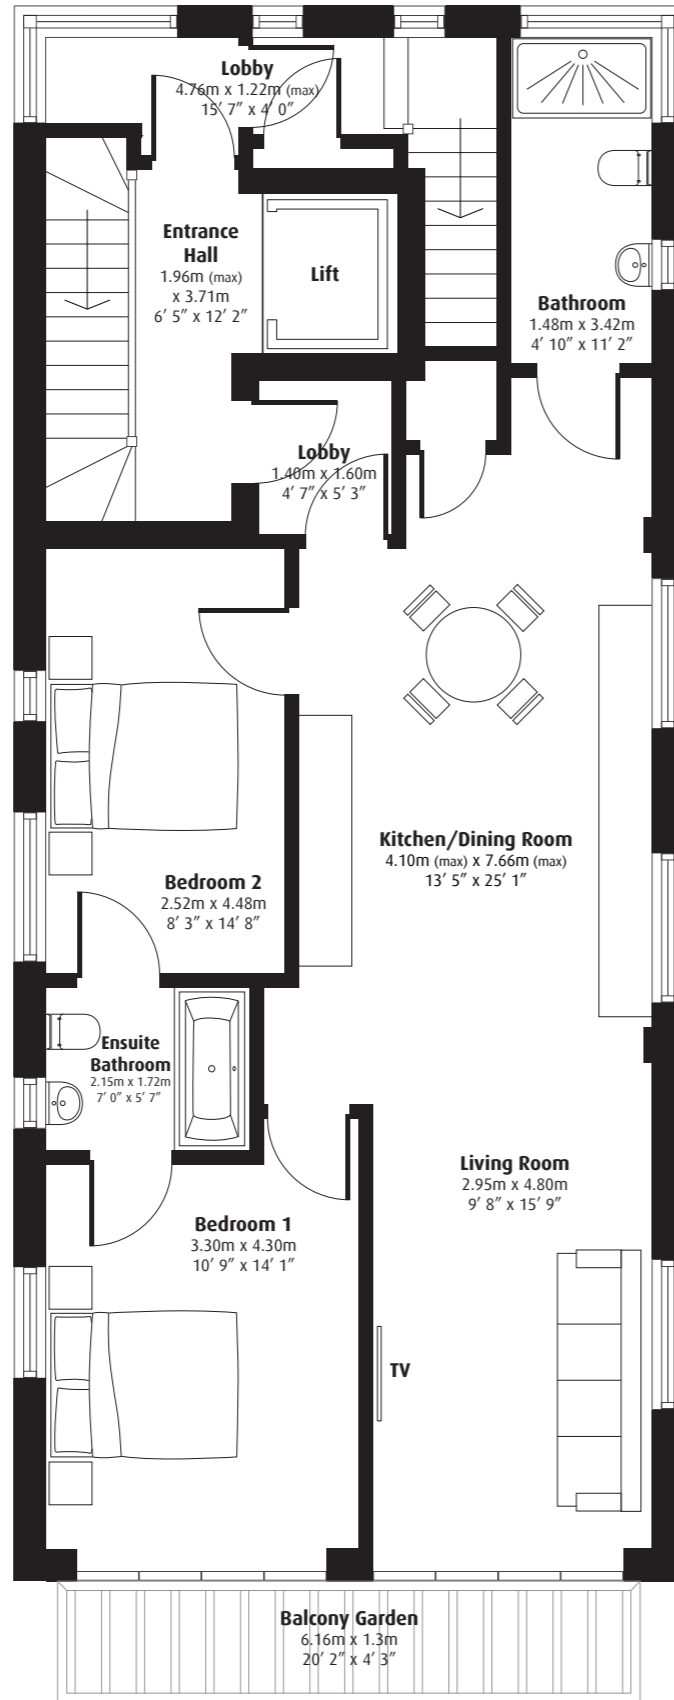 Lobby
4.76m x 1.22m (max)
15′ 7″ x 4′ 0″
Entrance
Hall
1.96m (max)
x 3.71m
6′ 5″ x 12′ 2″
Lift
Bathroom
1.48m x 3.42m
4′ 10″ x 11′ 2″
Lobby
1.40m x 1.60m
4′ 7″ x 5′ 3″
Kitchen/Dining Room
4.10m (max) x 7.66m (max)
13′ 5″ x 25′ 1″
Bedroom 2
2.52m x 4.48m
8′ 3″ x 14′ 8″
Ensuite
Bathroom
2.15m x 1.72m
7′ 0″ x 5′ 7″
Living Room
2.95m x 4.80m
9′ 8″ x 15′ 9″
Bedroom 1
3.30m x 4.30m
10′ 9″ x 14′ 1″
TV
Balcony Garden
6.16m x 1.3m
20′ 2″ x 4′ 3″